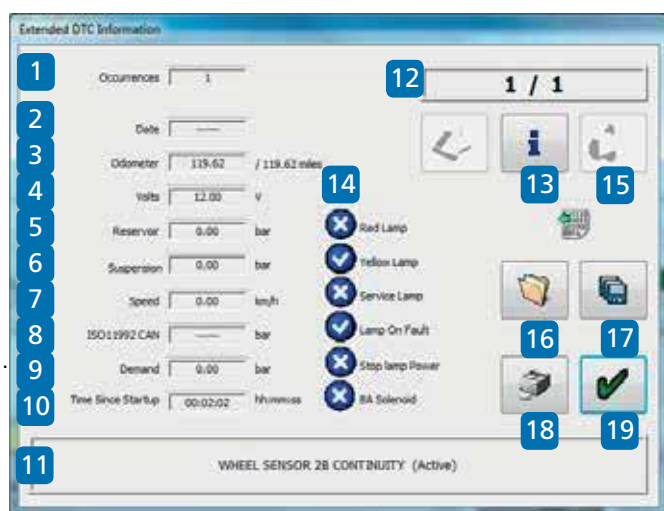 Extended DTC Information
1 Occurrences 1
12 1 / 1
2 Date ----
3 Odometer 119.62 / 119.62 miles
4 Volts 12.00 V
5 Reservoir 0.00 bar
6 Suspension 0.00 bar
7 Speed 0.00 km/h
8 ISO11992 CAN ---- bar
9 Demand 0.00 bar
10 Time Since Startup 00:02:02 hh:mm:ss
13
15
14
Red Lamp
Yellow Lamp
Service Lamp
Lamp On Fault
Stop lamp Power
BA Solenoid
16
17
18
19
11 WHEEL SENSOR 2B CONTINUITY (Active)